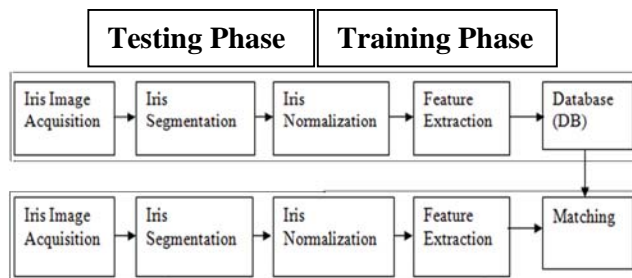 Testing Phase Training Phase
Iris Image Iris Iris Feature Database
Acquisition Segmentation Normalization Extraction (DB)
Iris Image Iris Iris Feature Matching
Acquisition Segmentation Normalization Extraction